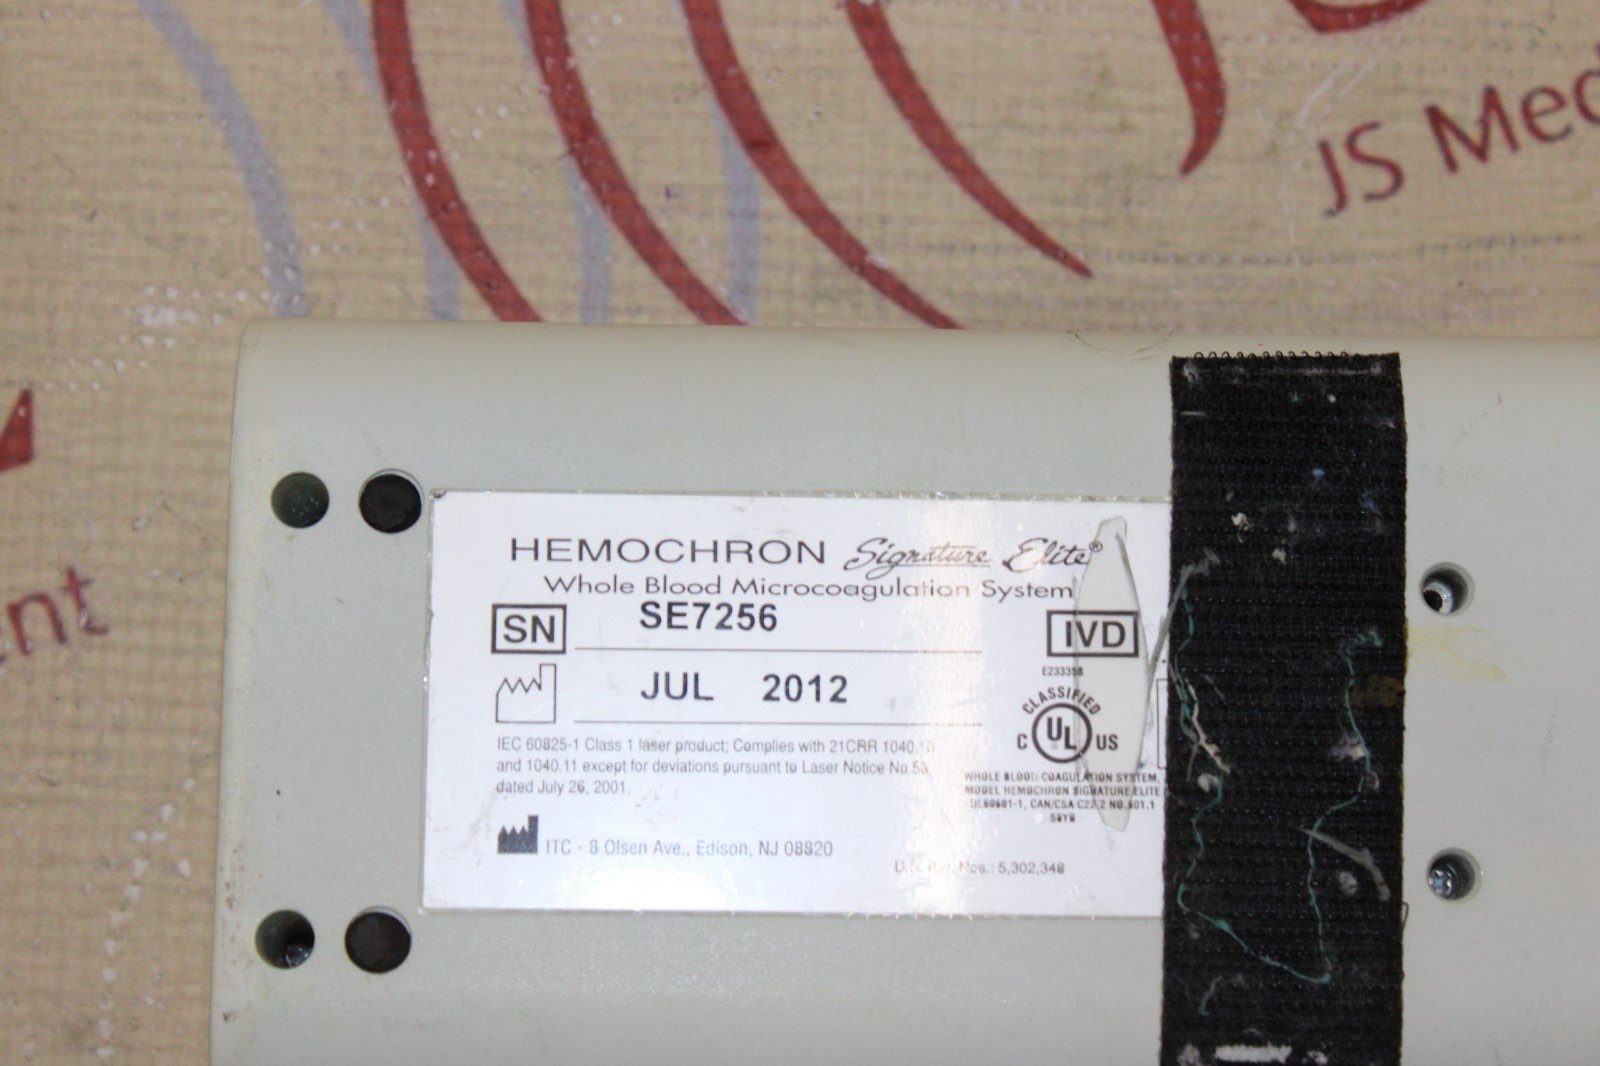 JS Med
ent
HEMOCHRON Signature Elite®
Whole Blood Microcoagulation System
SN SE7256
IVD
JUL 2012
E233358
CLASSIFIED
C UL US
IEC 60825-1 Class 1 laser product; Complies with 21CRR 1040.10
and 1040.11 except for deviations pursuant to Laser Notice No.50
dated July 26, 2001.
WHOLE BLOOD COAGULATION SYSTEM,
MODEL HEMOCHRON SIGNATURE ELITE
UL60601-1, CAN/CSA C22.2 NO.601.1
59Y9
ITC - 8 Olsen Ave., Edison, NJ 08820
U.S. Pat. Nos.: 5,302,348